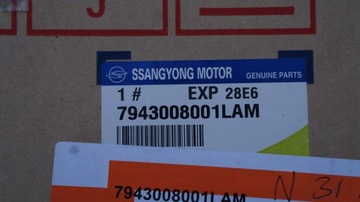 J
SSANGYONG MOTOR GENUINE PARTS
1 # EXP 28E6
7943008001LAM
7943008001LAM
N 31